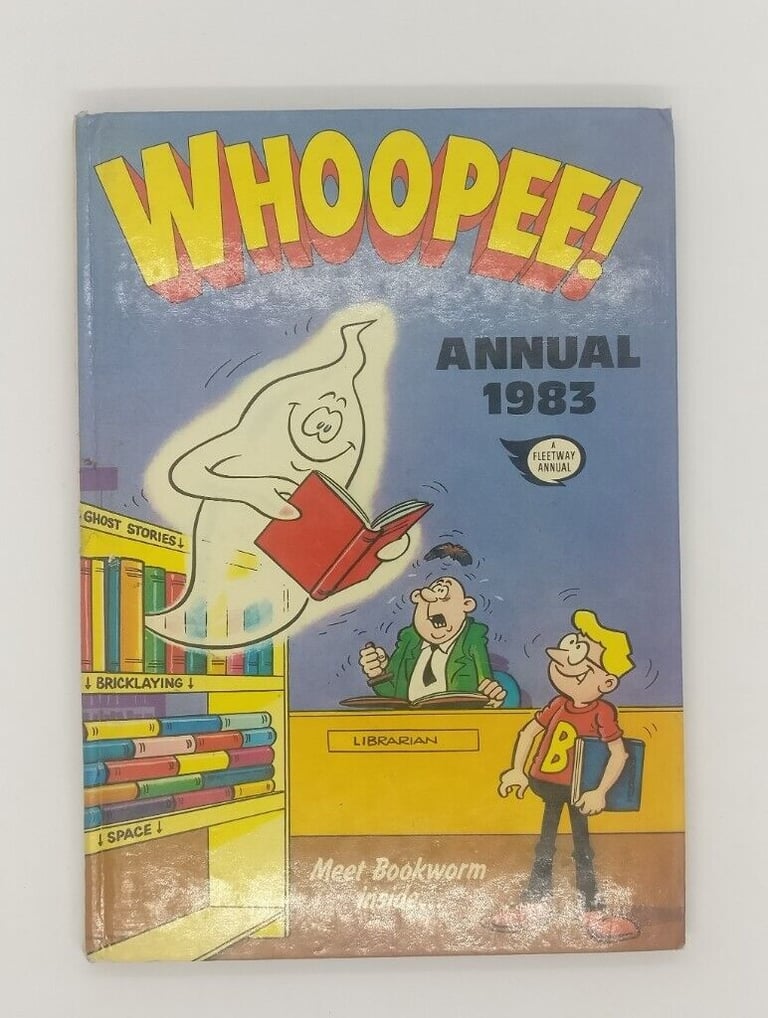 WHOOPEE!
ANNUAL
1983
A
FLEETWAY
ANNUAL
GHOST STORIES ↓
↓ BRICKLAYING ↓
↓ SPACE ↓
LIBRARIAN
B
Meet Bookworm
inside...